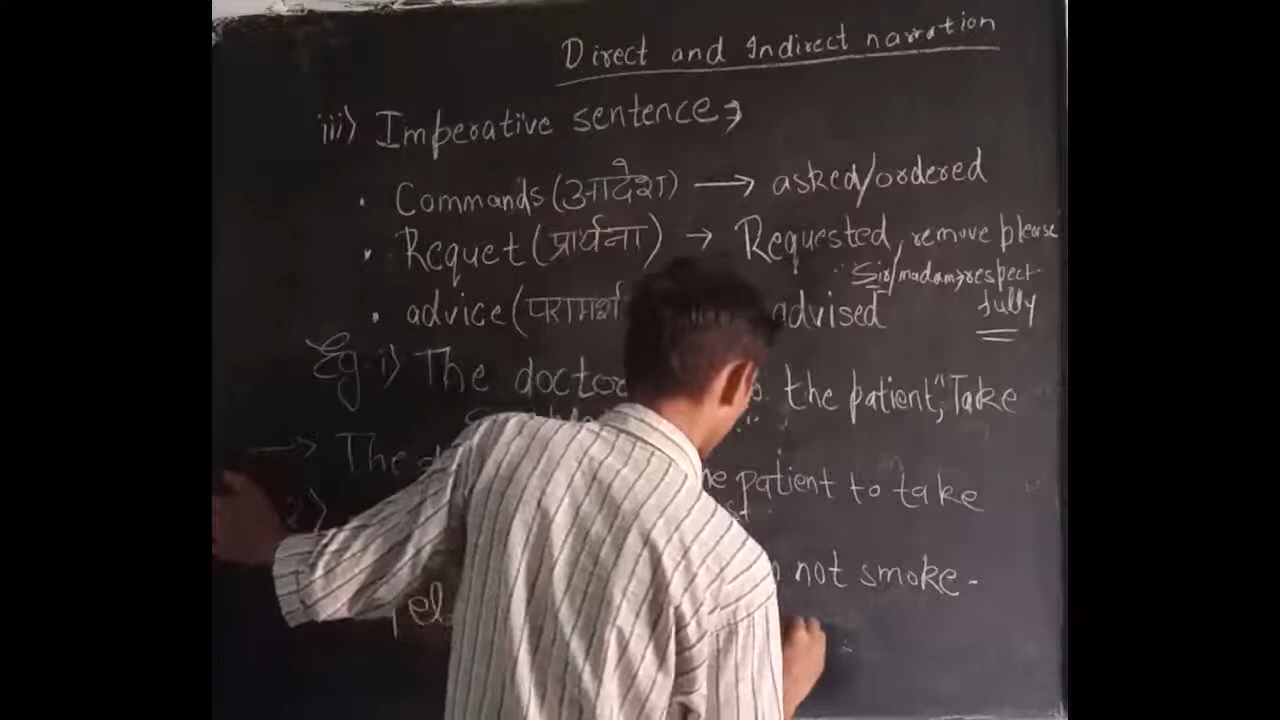 Direct and Indirect narration
iii) Imperative sentence→
• Commands (आदेश) → asked/ordered
• Requet (प्रार्थना) → Requested, remove please
Sir/madam→respect-
• advice (परामर्श advised fully
Eg-i) The doctor the patient,"Take
→ The patient to take
not smoke.